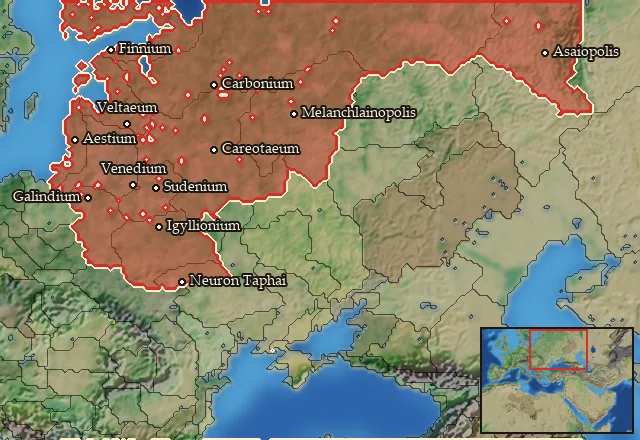 Finnium
Asaiopolis
Carbonium
Veltaeum
Melanchlainopolis
Aestium
Careotaeum
Venedium
Sudenium
Galindium
Igyllionium
Neuron Taphai